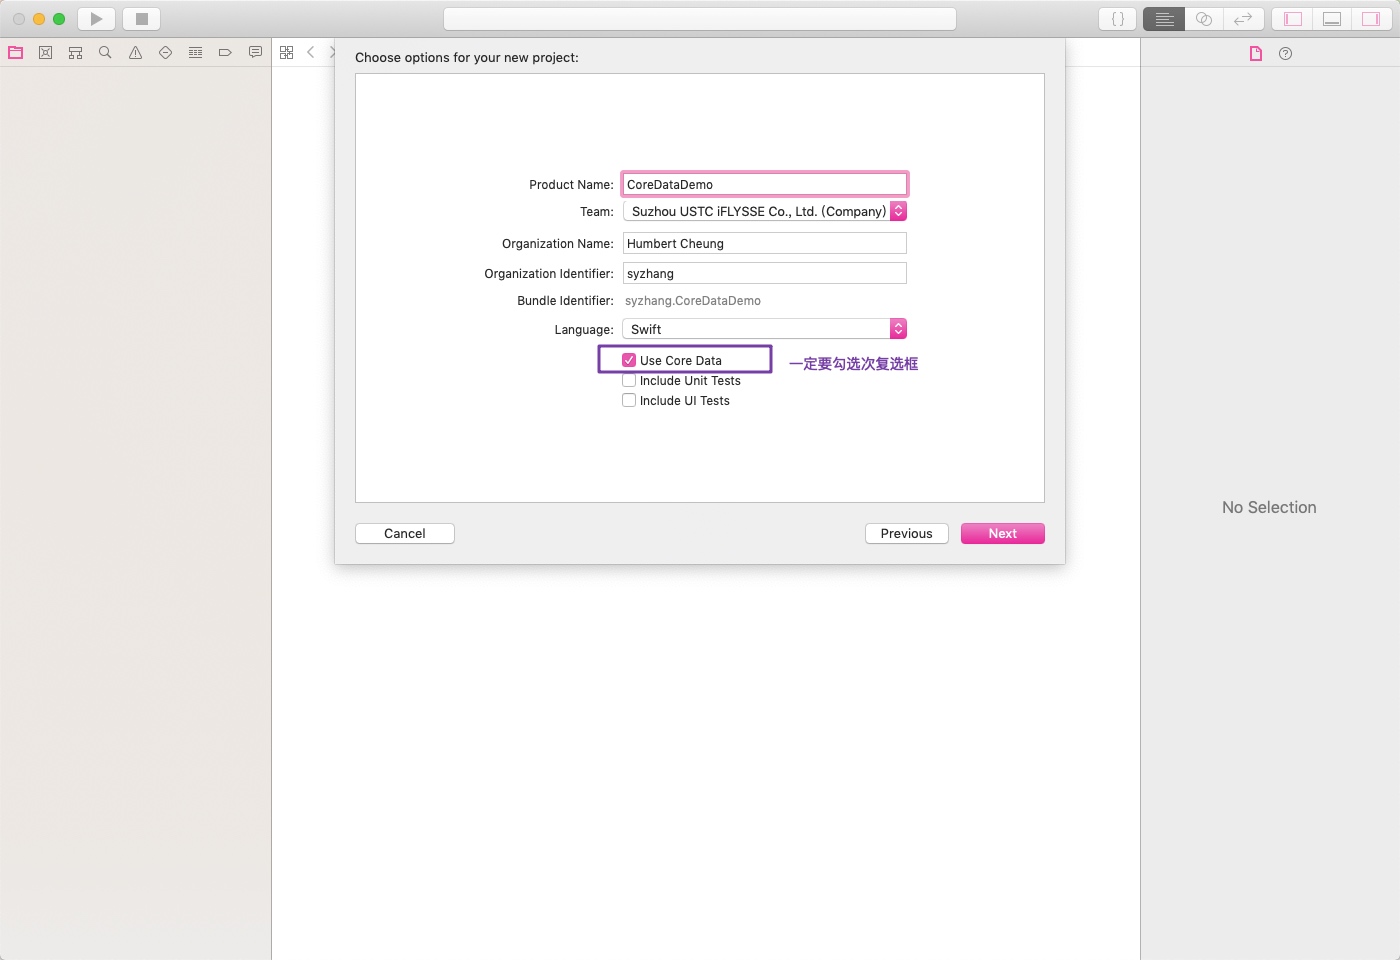 Choose options for your new project:
Product Name: CoreDataDemo
Team: Suzhou USTC iFLYSSE Co., Ltd. (Company)
Organization Name: Humbert Cheung
Organization Identifier: syzhang
Bundle Identifier: syzhang.CoreDataDemo
Language: Swift
Use Core Data 一定要勾选次复选框
Include Unit Tests
Include UI Tests
No Selection
Cancel Previous Next